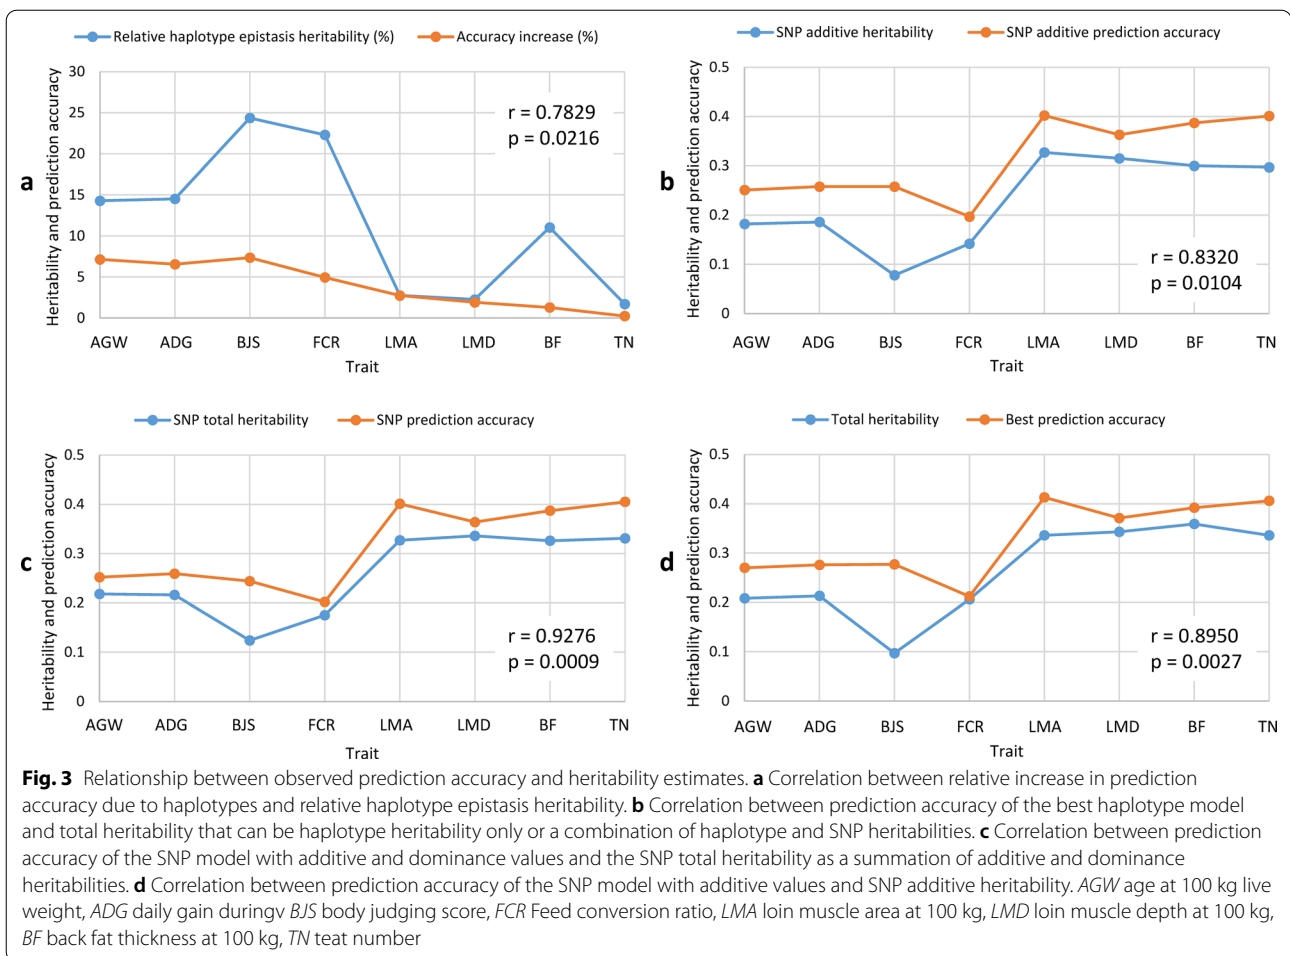 Relative haplotype epistasis heritability (%)
Accuracy increase (%)
30
25
20
15
10
5
0
Heritability and prediction accuracy
r = 0.7829
p = 0.0216
a
AGW ADG BJS FCR LMA LMD BF TN
Trait
SNP additive heritability
SNP additive prediction accuracy
0.5
0.4
0.3
0.2
0.1
0
Heritability and prediction accuracy
r = 0.8320
p = 0.0104
b
AGW ADG BJS FCR LMA LMD BF TN
Trait
SNP total heritability
SNP prediction accuracy
0.5
0.4
0.3
0.2
0.1
0
Heritability and prediction accuracy
r = 0.9276
p = 0.0009
c
AGW ADG BJS FCR LMA LMD BF TN
Trait
Total heritability
Best prediction accuracy
0.5
0.4
0.3
0.2
0.1
0
Heritability and prediction accuracy
r = 0.8950
p = 0.0027
d
AGW ADG BJS FCR LMA LMD BF TN
Trait
Fig. 3 Relationship between observed prediction accuracy and heritability estimates. a Correlation between relative increase in prediction
accuracy due to haplotypes and relative haplotype epistasis heritability. b Correlation between prediction accuracy of the best haplotype model
and total heritability that can be haplotype heritability only or a combination of haplotype and SNP heritabilities. c Correlation between prediction
accuracy of the SNP model with additive and dominance values and the SNP total heritability as a summation of additive and dominance
heritabilities. d Correlation between prediction accuracy of the SNP model with additive values and SNP additive heritability. AGW age at 100 kg live
weight, ADG daily gain duringv BJS body judging score, FCR Feed conversion ratio, LMA loin muscle area at 100 kg, LMD loin muscle depth at 100 kg,
BF back fat thickness at 100 kg, TN teat number